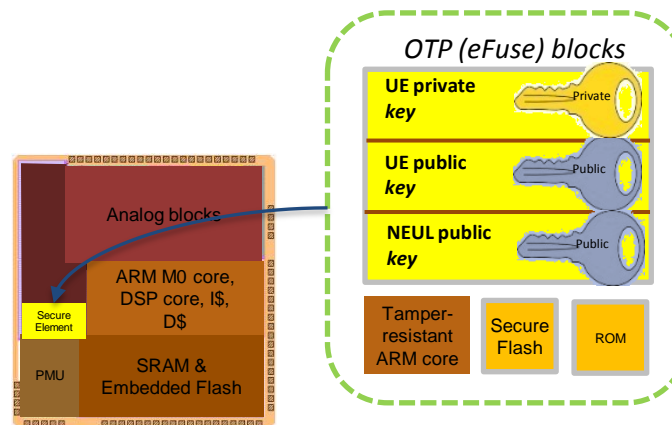 OTP (eFuse) blocks
UE private
key
Private
UE public
key
Public
NEUL public
key
Public
Tamper-
resistant
ARM core
Secure
Flash
ROM
Analog blocks
ARM M0 core,
DSP core, I$,
D$
Secure
Element
PMU
SRAM &
Embedded Flash